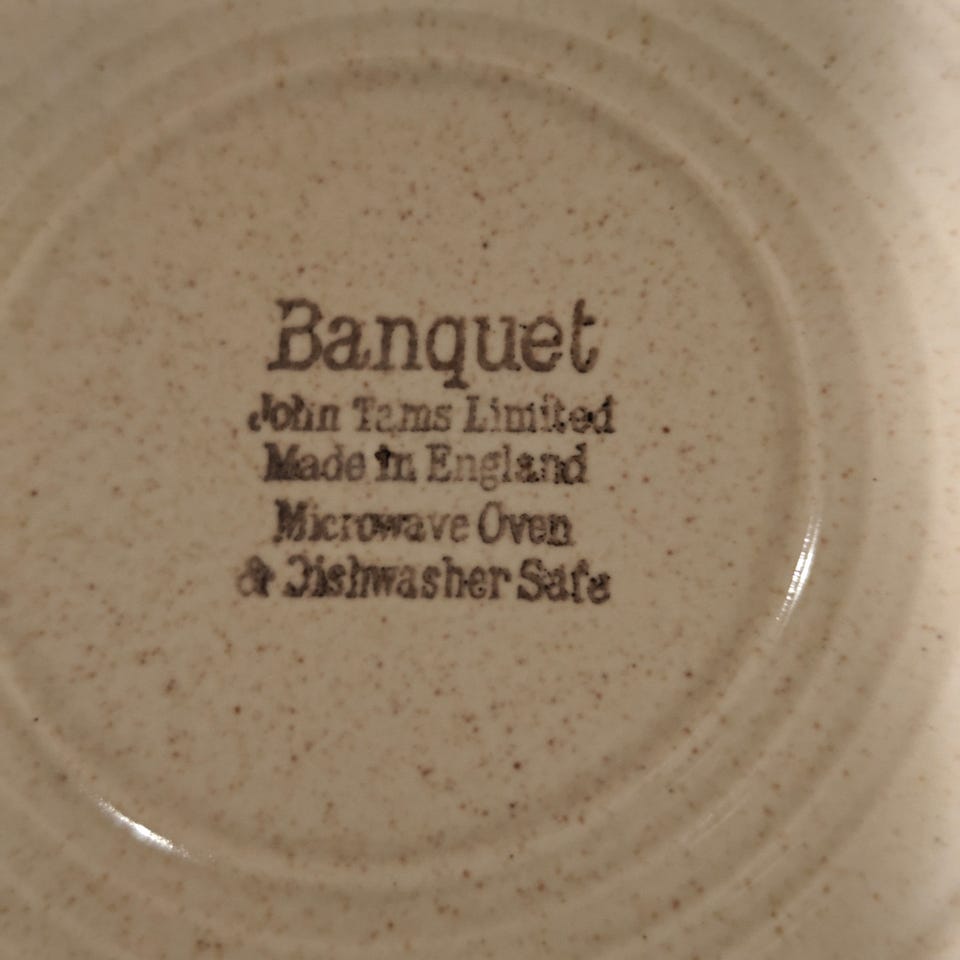 Banquet
John Tams Limited
Made in England
Microwave Oven
& Dishwasher Safe